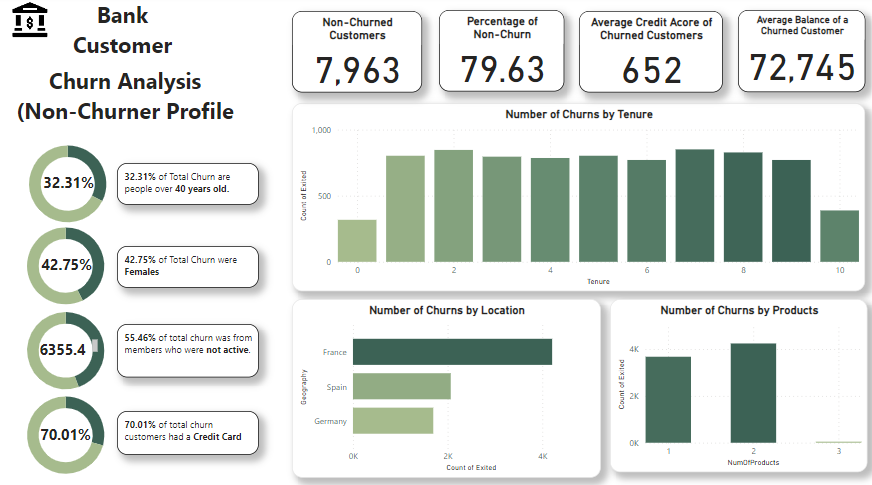 Bank
Customer
Churn Analysis
(Non-Churner Profile
Non-Churned
Customers
7,963
Percentage of
Non-Churn
79.63
Average Credit Acore of
Churned Customers
652
Average Balance of a
Churned Customer
72,745
32.31%
32.31% of Total Churn are
people over 40 years old.
42.75%
42.75% of Total Churn were
Females
6355.4
55.46% of total churn was from
members who were not active.
70.01%
70.01% of total churn
customers had a Credit Card
Number of Churns by Tenure
Count of Exited
1,000
500
0
0 2 4 6 8 10
Tenure
Number of Churns by Location
Geography
France
Spain
Germany
0K 2K 4K
Count of Exited
Number of Churns by Products
Count of Exited
4K
2K
0K
1 2 3
NumOfProducts